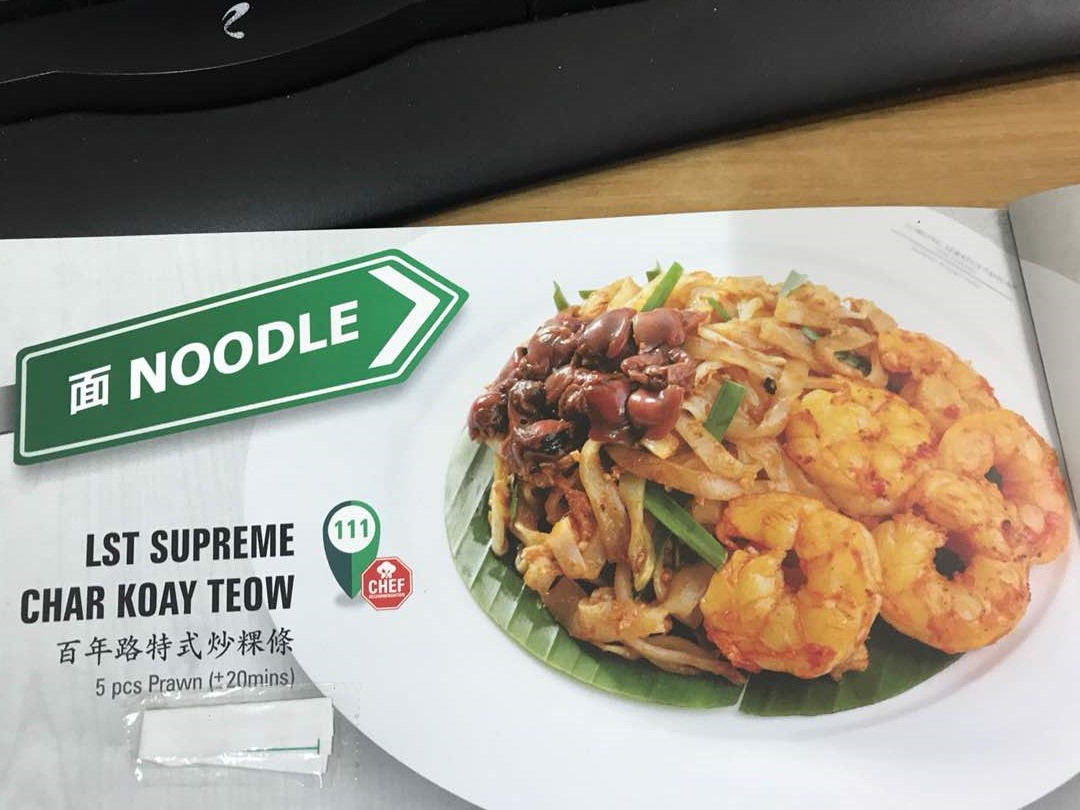 面 NOODLE
LST SUPREME
CHAR KOAY TEOW
百年路特式炒粿條
5 pcs Prawn (±20mins)
111
CHEF
RECOMMENDATION